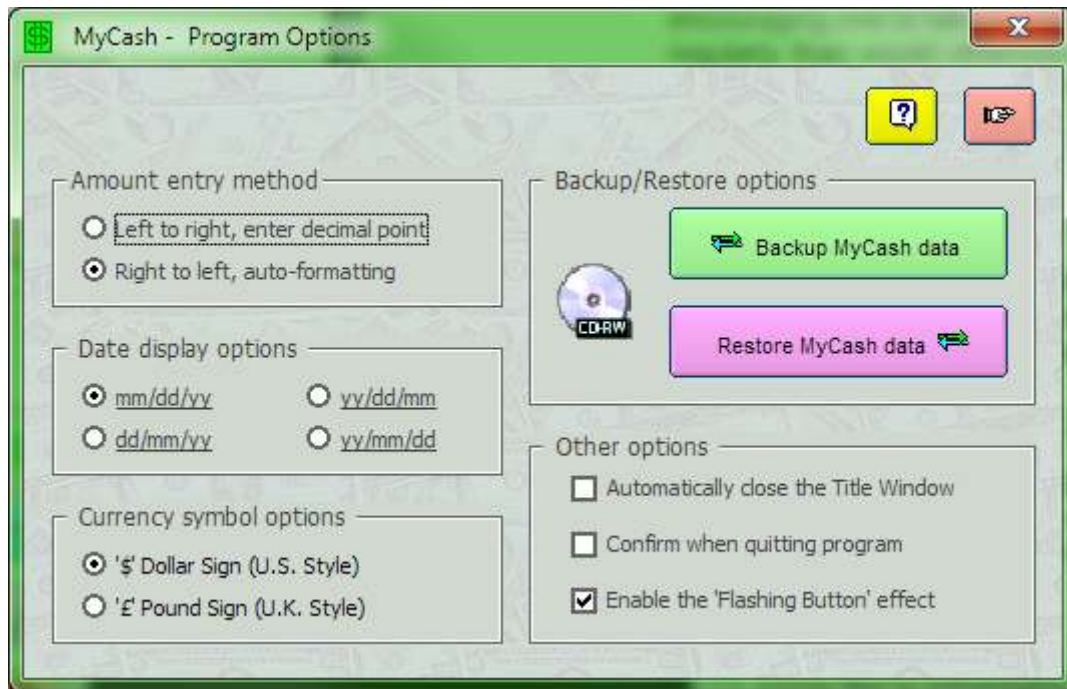 MyCash - Program Options
Amount entry method
Left to right, enter decimal point
Right to left, auto-formatting
Date display options
mm/dd/yy
yy/dd/mm
dd/mm/yy
yy/mm/dd
Currency symbol options
'$' Dollar Sign (U.S. Style)
'£' Pound Sign (U.K. Style)
Backup/Restore options
Backup MyCash data
CD-RW
Restore MyCash data
Other options
Automatically close the Title Window
Confirm when quitting program
Enable the 'Flashing Button' effect